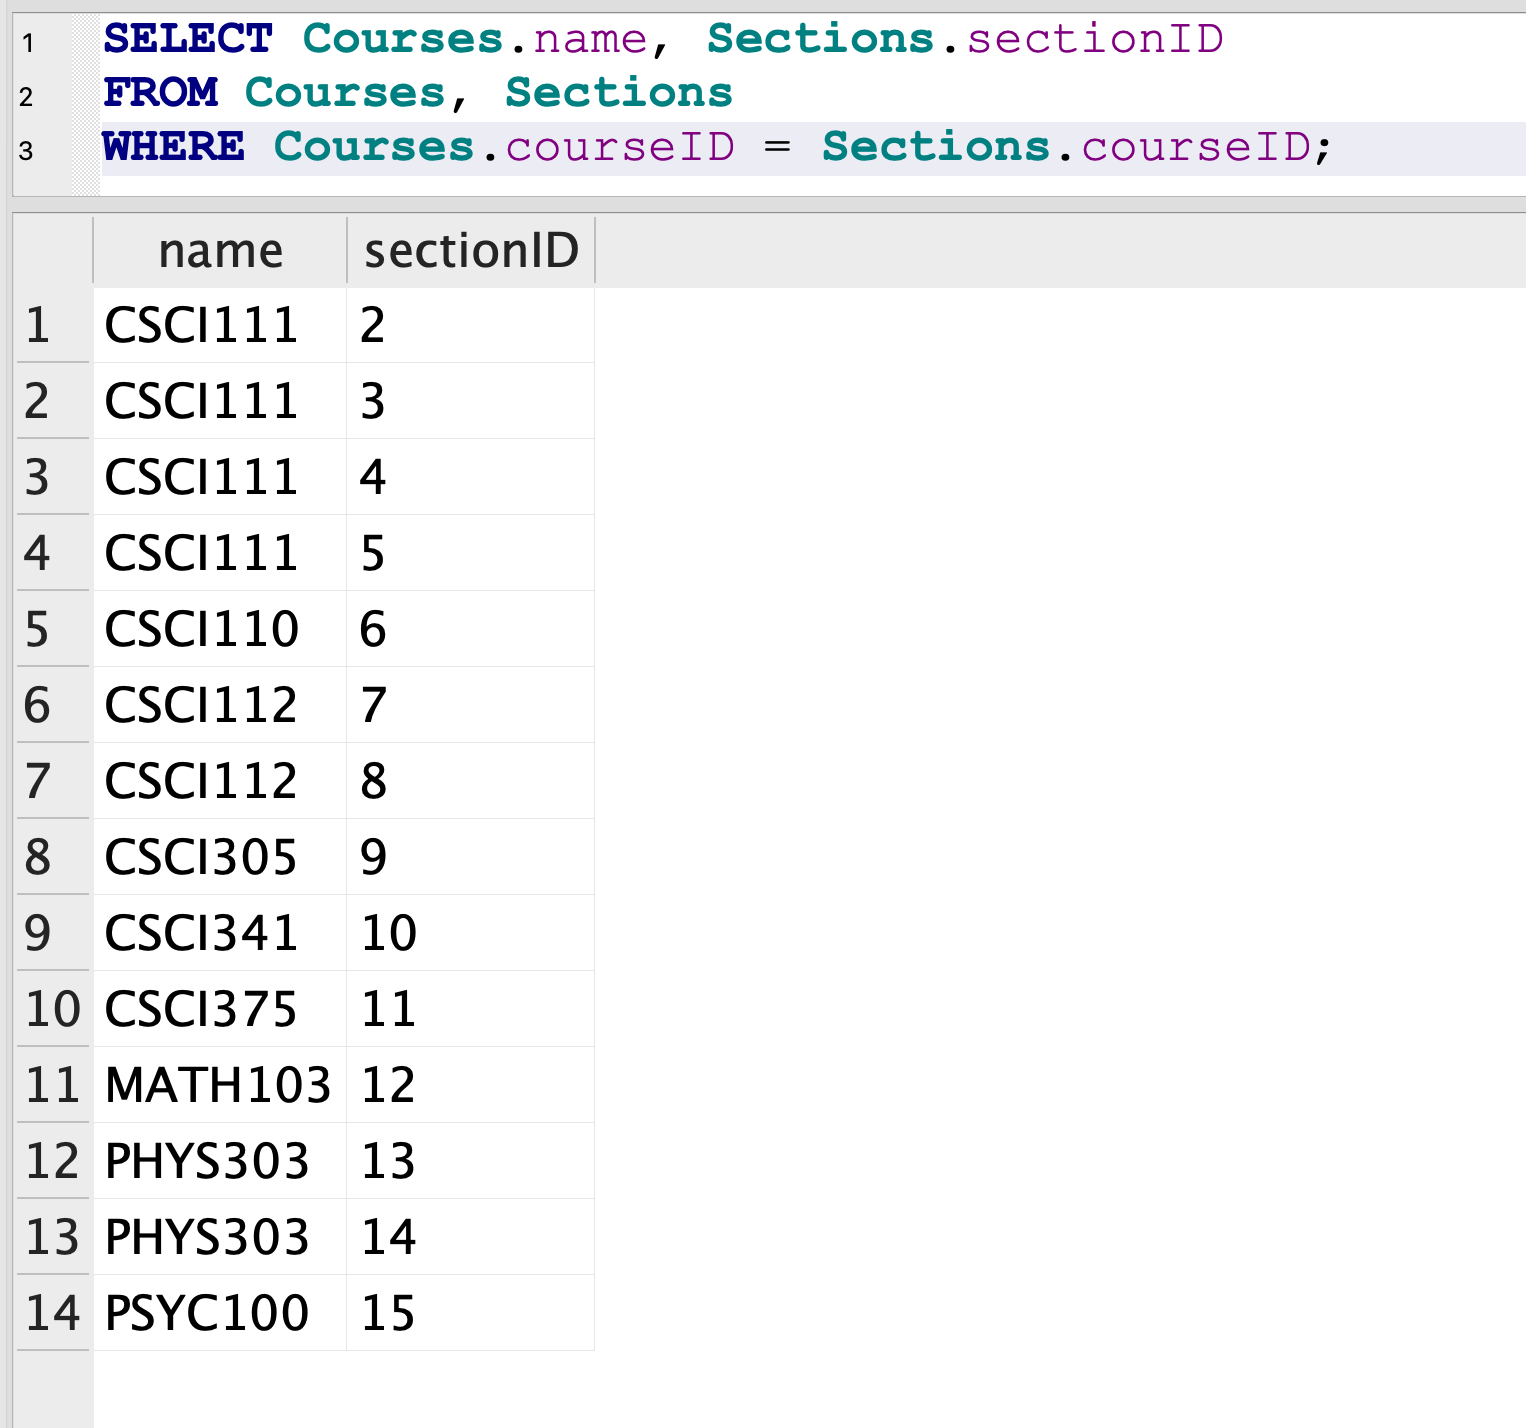 1 SELECT Courses.name, Sections.sectionID
2 FROM Courses, Sections
3 WHERE Courses.courseID = Sections.courseID;
name sectionID
1 CSCI111 2
2 CSCI111 3
3 CSCI111 4
4 CSCI111 5
5 CSCI110 6
6 CSCI112 7
7 CSCI112 8
8 CSCI305 9
9 CSCI341 10
10 CSCI375 11
11 MATH103 12
12 PHYS303 13
13 PHYS303 14
14 PSYC100 15